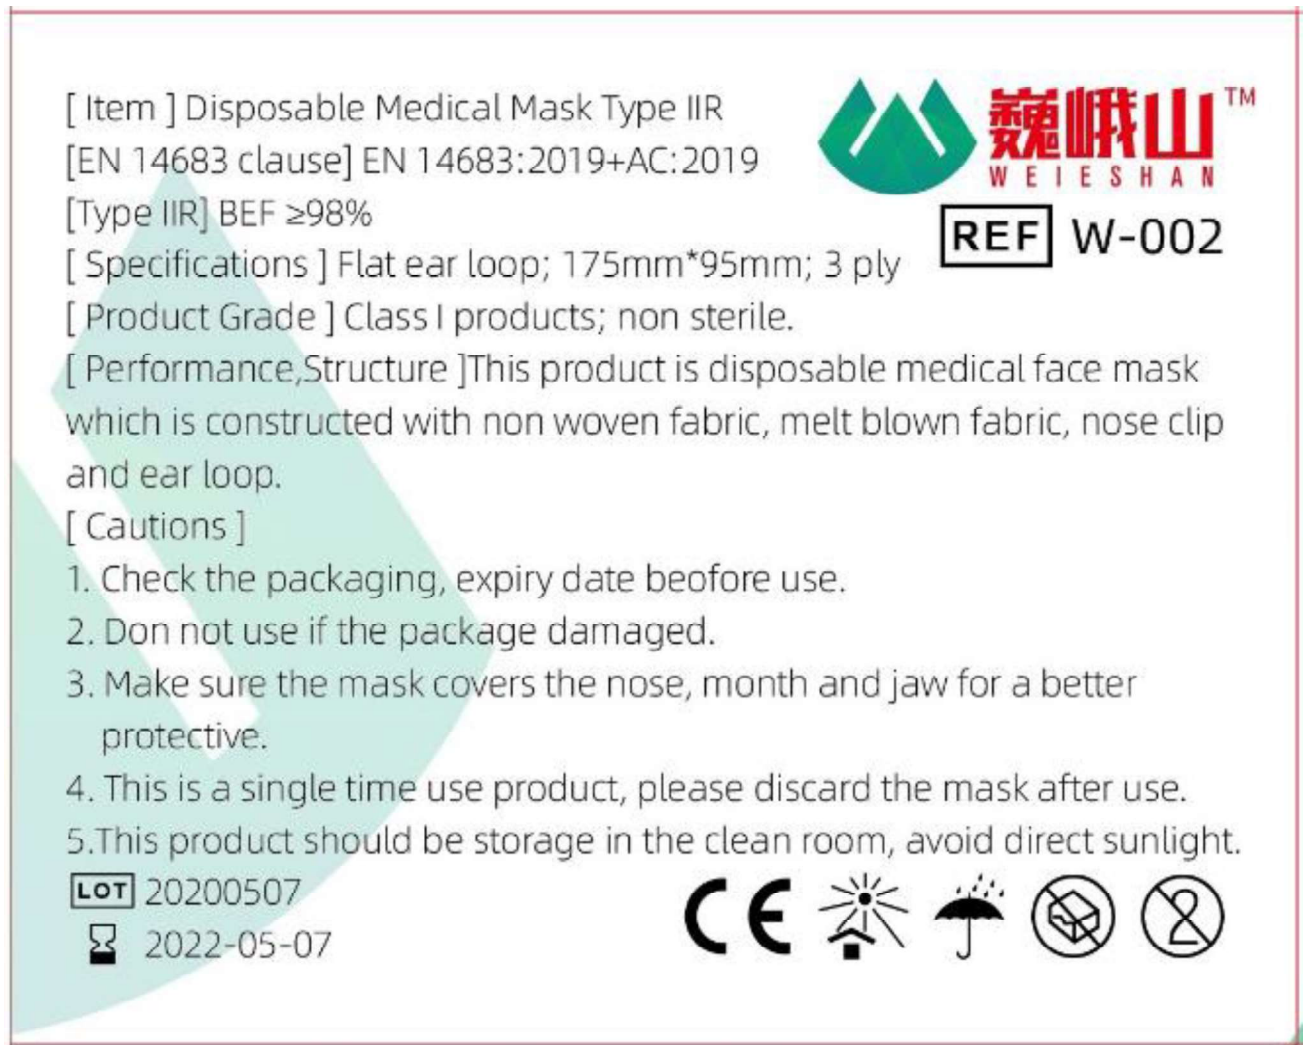 [ Item ] Disposable Medical Mask Type IIR
[EN 14683 clause] EN 14683:2019+AC:2019
[Type IIR] BEF ≥98%
[ Specifications ] Flat ear loop; 175mm*95mm; 3 ply
[ Product Grade ] Class I products; non sterile.
[ Performance,Structure ]This product is disposable medical face mask
which is constructed with non woven fabric, melt blown fabric, nose clip
and ear loop.
[ Cautions ]
1. Check the packaging, expiry date beofore use.
2. Don not use if the package damaged.
3. Make sure the mask covers the nose, month and jaw for a better
protective.
4. This is a single time use product, please discard the mask after use.
5.This product should be storage in the clean room, avoid direct sunlight.
LOT 20200507
2022-05-07
巍峨山™
WEIESHAN
REF W-002
CE
2